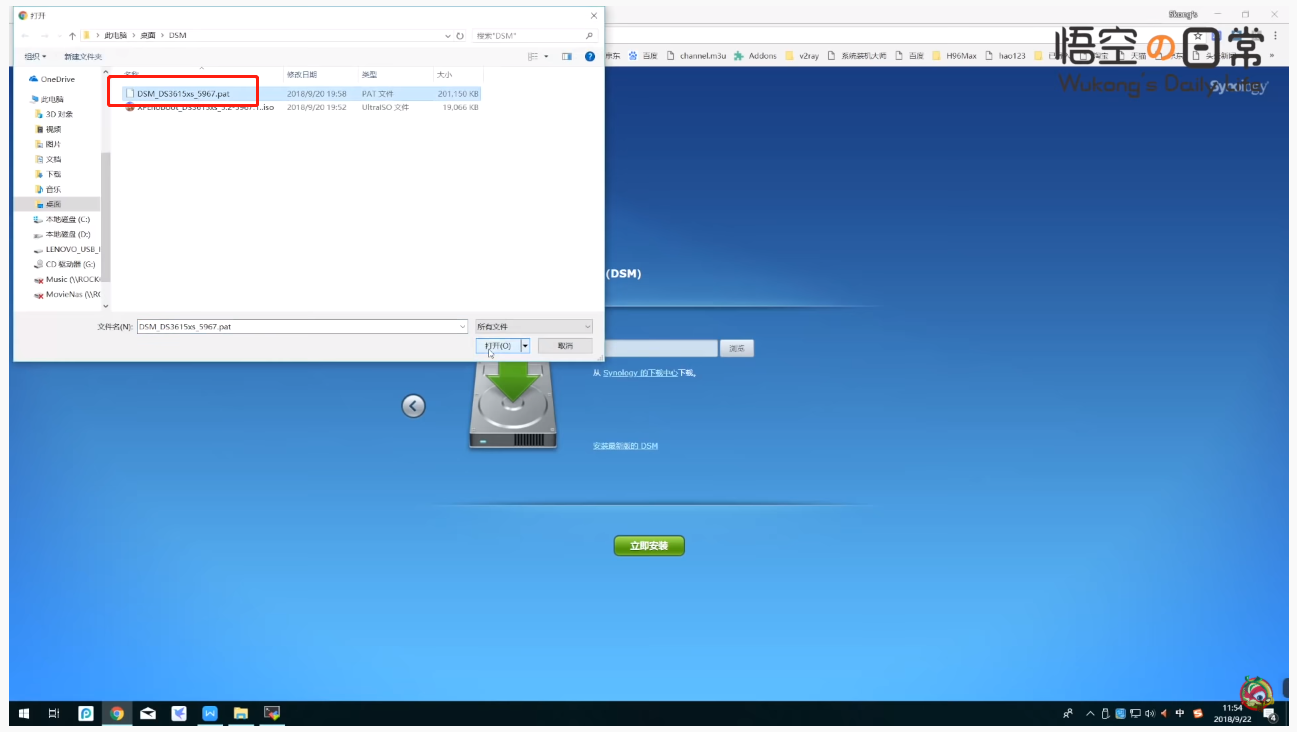 打开
Skong's
此电脑 > 桌面 > DSM
搜索"DSM"
组织
新建文件夹
京东
百度
channel.m3u
Addons
v2ray
系统装机大师
百度
H96Max
hao123
悟空の日常
Wukong's Daily Life
Synology
名称
修改日期
类型
大小
DSM_DS3615xs_5967.pat
2018/9/20 19:58
PAT 文件
201,150 KB
2018/9/20 19:52
UltraISO 文件
19,066 KB
OneDrive
此电脑
3D 对象
视频
图片
文档
下载
音乐
桌面
本地磁盘 (C:)
本地磁盘 (D:)
LENOVO_USB_
CD 驱动器 (G:)
Music (\\ROCK
MovieNas (\\R
(DSM)
文件名(N):
DSM_DS3615xs_5967.pat
所有文件
打开(O)
取消
浏览
从 Synology 的下载中心下载。
安装最新版的 DSM
立即安装
中
11:54
2018/9/22
4